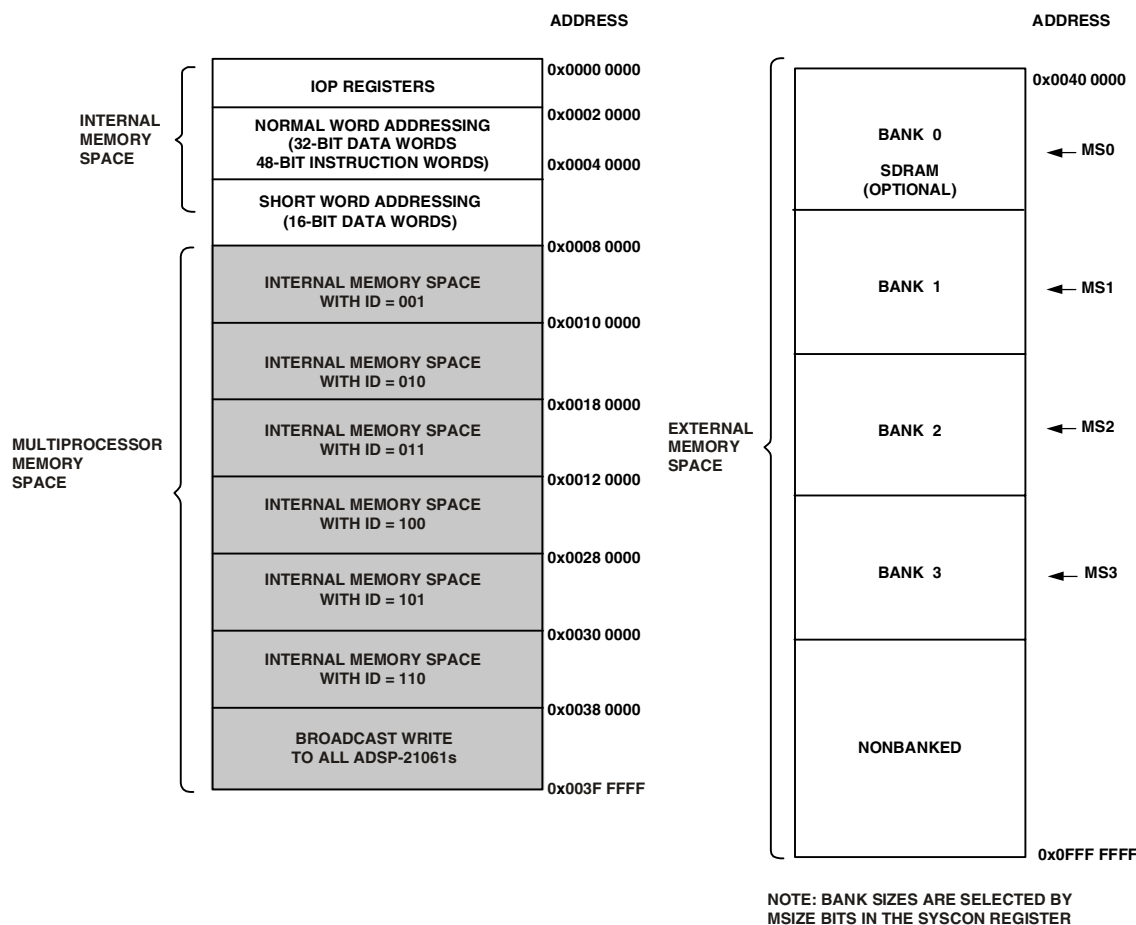 ADDRESS
0x0000 0000
IOP REGISTERS
0x0002 0000
INTERNAL
MEMORY
SPACE
NORMAL WORD ADDRESSING
(32-BIT DATA WORDS
48-BIT INSTRUCTION WORDS)
0x0004 0000
SHORT WORD ADDRESSING
(16-BIT DATA WORDS)
0x0008 0000
INTERNAL MEMORY SPACE
WITH ID = 001
0x0010 0000
INTERNAL MEMORY SPACE
WITH ID = 010
0x0018 0000
MULTIPROCESSOR
MEMORY
SPACE
INTERNAL MEMORY SPACE
WITH ID = 011
0x0012 0000
INTERNAL MEMORY SPACE
WITH ID = 100
0x0028 0000
INTERNAL MEMORY SPACE
WITH ID = 101
0x0030 0000
INTERNAL MEMORY SPACE
WITH ID = 110
0x0038 0000
BROADCAST WRITE
TO ALL ADSP-21061s
0x003F FFFF
ADDRESS
0x0040 0000
BANK 0
MS0
SDRAM
(OPTIONAL)
BANK 1
MS1
EXTERNAL
MEMORY
SPACE
BANK 2
MS2
BANK 3
MS3
NONBANKED
0x0FFF FFFF
NOTE: BANK SIZES ARE SELECTED BY
MSIZE BITS IN THE SYSCON REGISTER